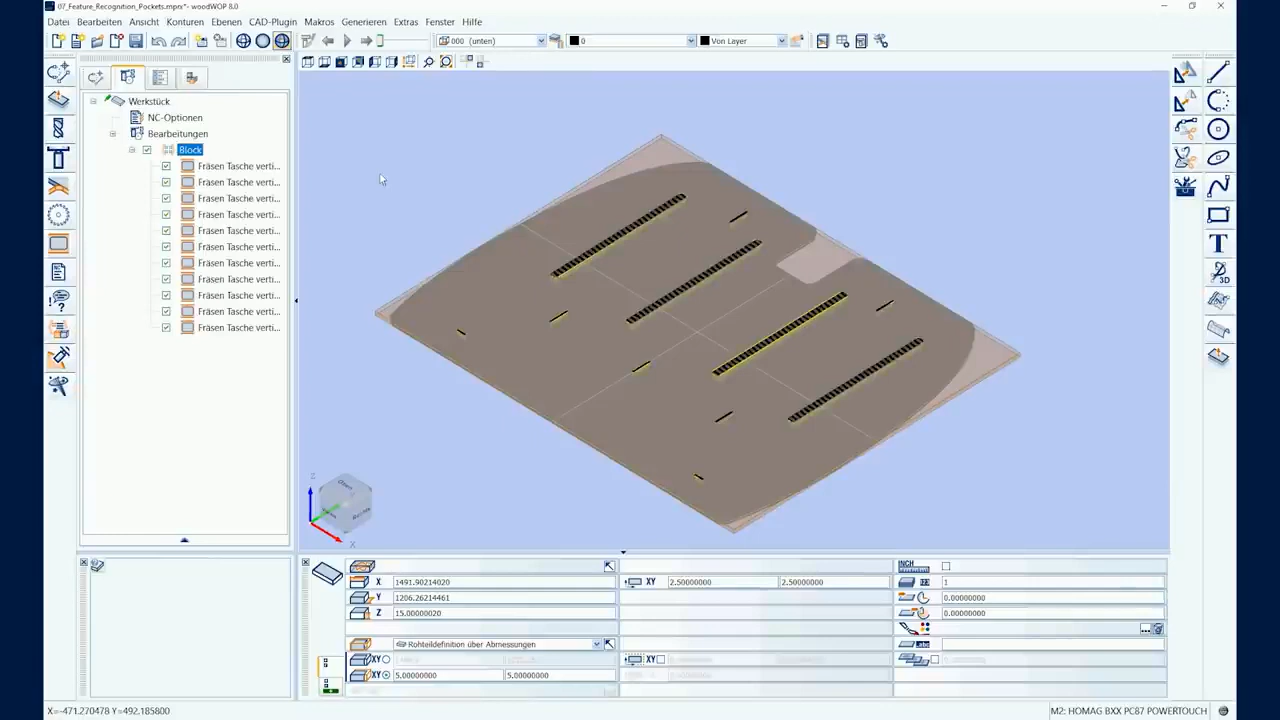 07_Feature_Recognition_Pockets.mprx*- woodWOP 8.0
Datei Bearbeiten Ansicht Konturen Ebenen CAD-Plugin Makros Generieren Extras Fenster Hilfe
000 (unten) 0 Von Layer
Werkstück
NC-Optionen
Bearbeitungen
Block
Fräsen Tasche verti...
Fräsen Tasche verti...
Fräsen Tasche verti...
Fräsen Tasche verti...
Fräsen Tasche verti...
Fräsen Tasche verti...
Fräsen Tasche verti...
Fräsen Tasche verti...
Fräsen Tasche verti...
Fräsen Tasche verti...
Fräsen Tasche verti...
Z
Oben
X
INCH
X 1491.90214020 XY 2.50000000 2.50000000 1
Y 1206.26214461 0.00000000
Z 15.00000020 0.00000000
Rohteildefinition über Abmessungen
XY XY
XY 5.00000000 5.00000000
X=-471.270478 Y=492.185800 M2: HOMAG BXX PC87 POWERTOUCH